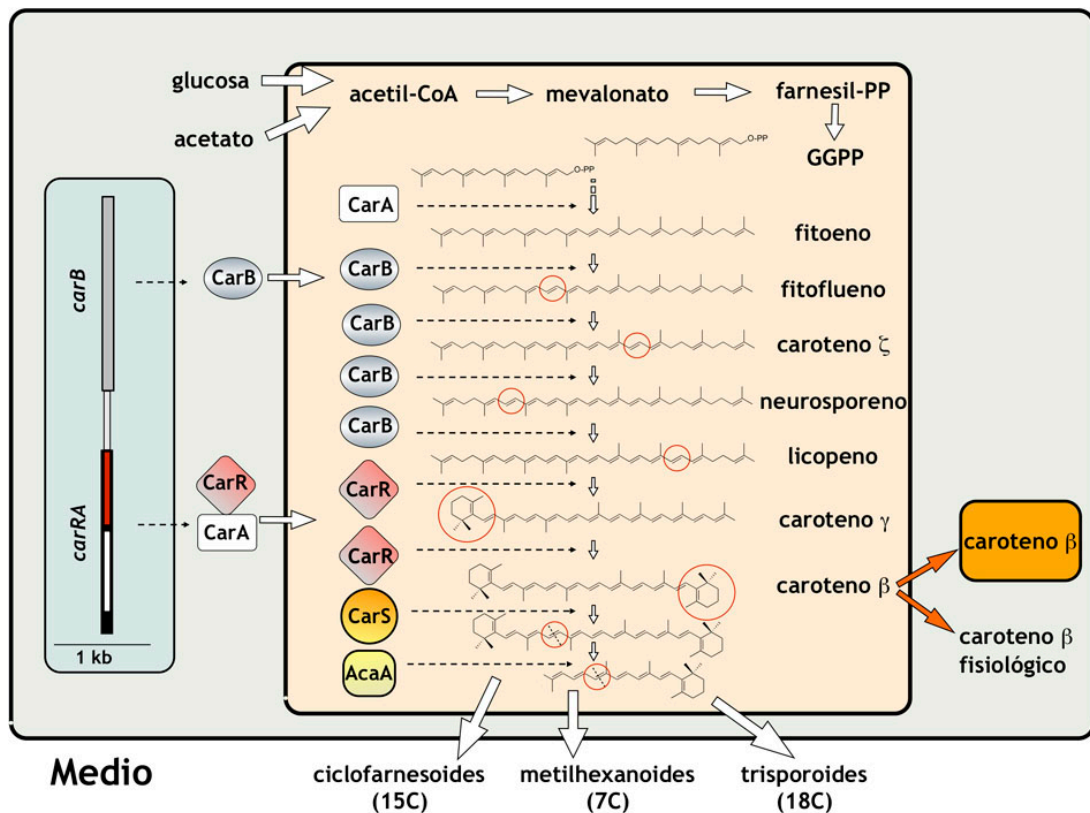 glucosa
acetato
acetil-CoA
mevalonato
farnesil-PP
GGPP
O-PP
O-PP
carB
carRA
1 kb
CarB
CarR
CarA
CarA
fitoeno
CarB
fitoflueno
CarB
caroteno ζ
CarB
neurosporeno
CarB
licopeno
CarR
caroteno γ
CarR
caroteno β
CarS
AcaA
caroteno β
caroteno β
fisiológico
Medio
ciclofarnesoides
(15C)
metilhexanoides
(7C)
trisporoides
(18C)